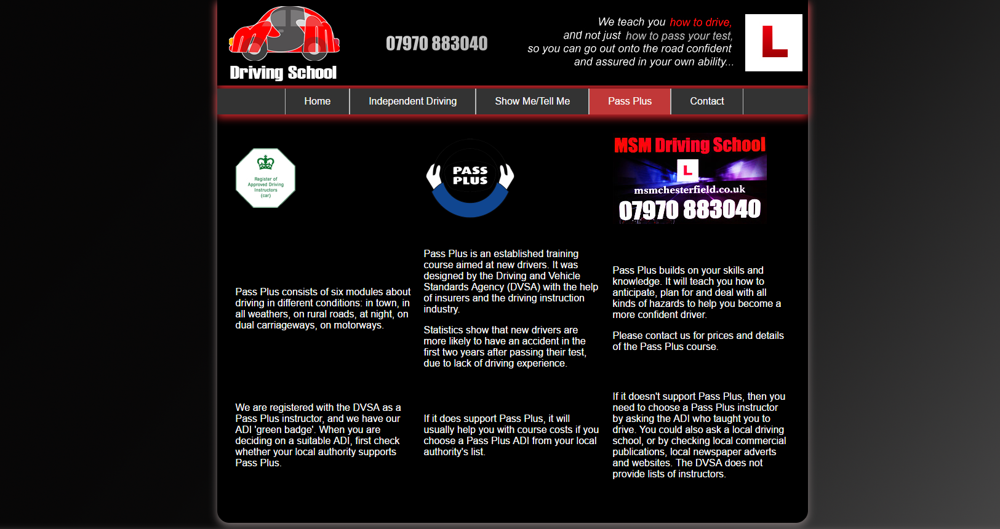 MSM
Driving School
07970 883040
We teach you how to drive,
and not just how to pass your test,
so you can go out onto the road confident
and assured in your own ability...
L
Home
Independent Driving
Show Me/Tell Me
Pass Plus
Contact
Register of
Approved Driving
Instructors
(car)
PASS
PLUS
MSM Driving School
L
msmchesterfield.co.uk
07970 883040
Pass Plus consists of six modules about
driving in different conditions: in town, in
all weathers, on rural roads, at night, on
dual carriageways, on motorways.
Pass Plus is an established training
course aimed at new drivers. It was
designed by the Driving and Vehicle
Standards Agency (DVSA) with the help
of insurers and the driving instruction
industry.
Statistics show that new drivers are
more likely to have an accident in the
first two years after passing their test,
due to lack of driving experience.
Pass Plus builds on your skills and
knowledge. It will teach you how to
anticipate, plan for and deal with all
kinds of hazards to help you become a
more confident driver.
Please contact us for prices and details
of the Pass Plus course.
We are registered with the DVSA as a
Pass Plus instructor, and we have our
ADI 'green badge'. When you are
deciding on a suitable ADI, first check
whether your local authority supports
Pass Plus.
If it does support Pass Plus, it will
usually help you with course costs if you
choose a Pass Plus ADI from your local
authority's list.
If it doesn't support Pass Plus, then you
need to choose a Pass Plus instructor
by asking the ADI who taught you to
drive. You could also ask a local driving
school, or by checking local commercial
publications, local newspaper adverts
and websites. The DVSA does not
provide lists of instructors.